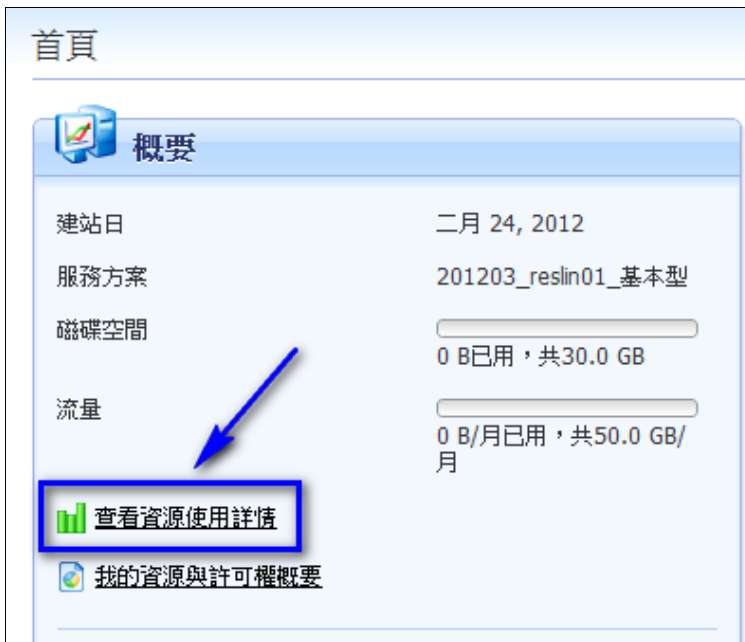 首頁
概要
建站日 二月 24, 2012
服務方案 201203_reslin01_基本型
磁碟空間
0 B已用，共30.0 GB
流量
0 B/月已用，共50.0 GB/
月
查看資源使用詳情
我的資源與許可權概要